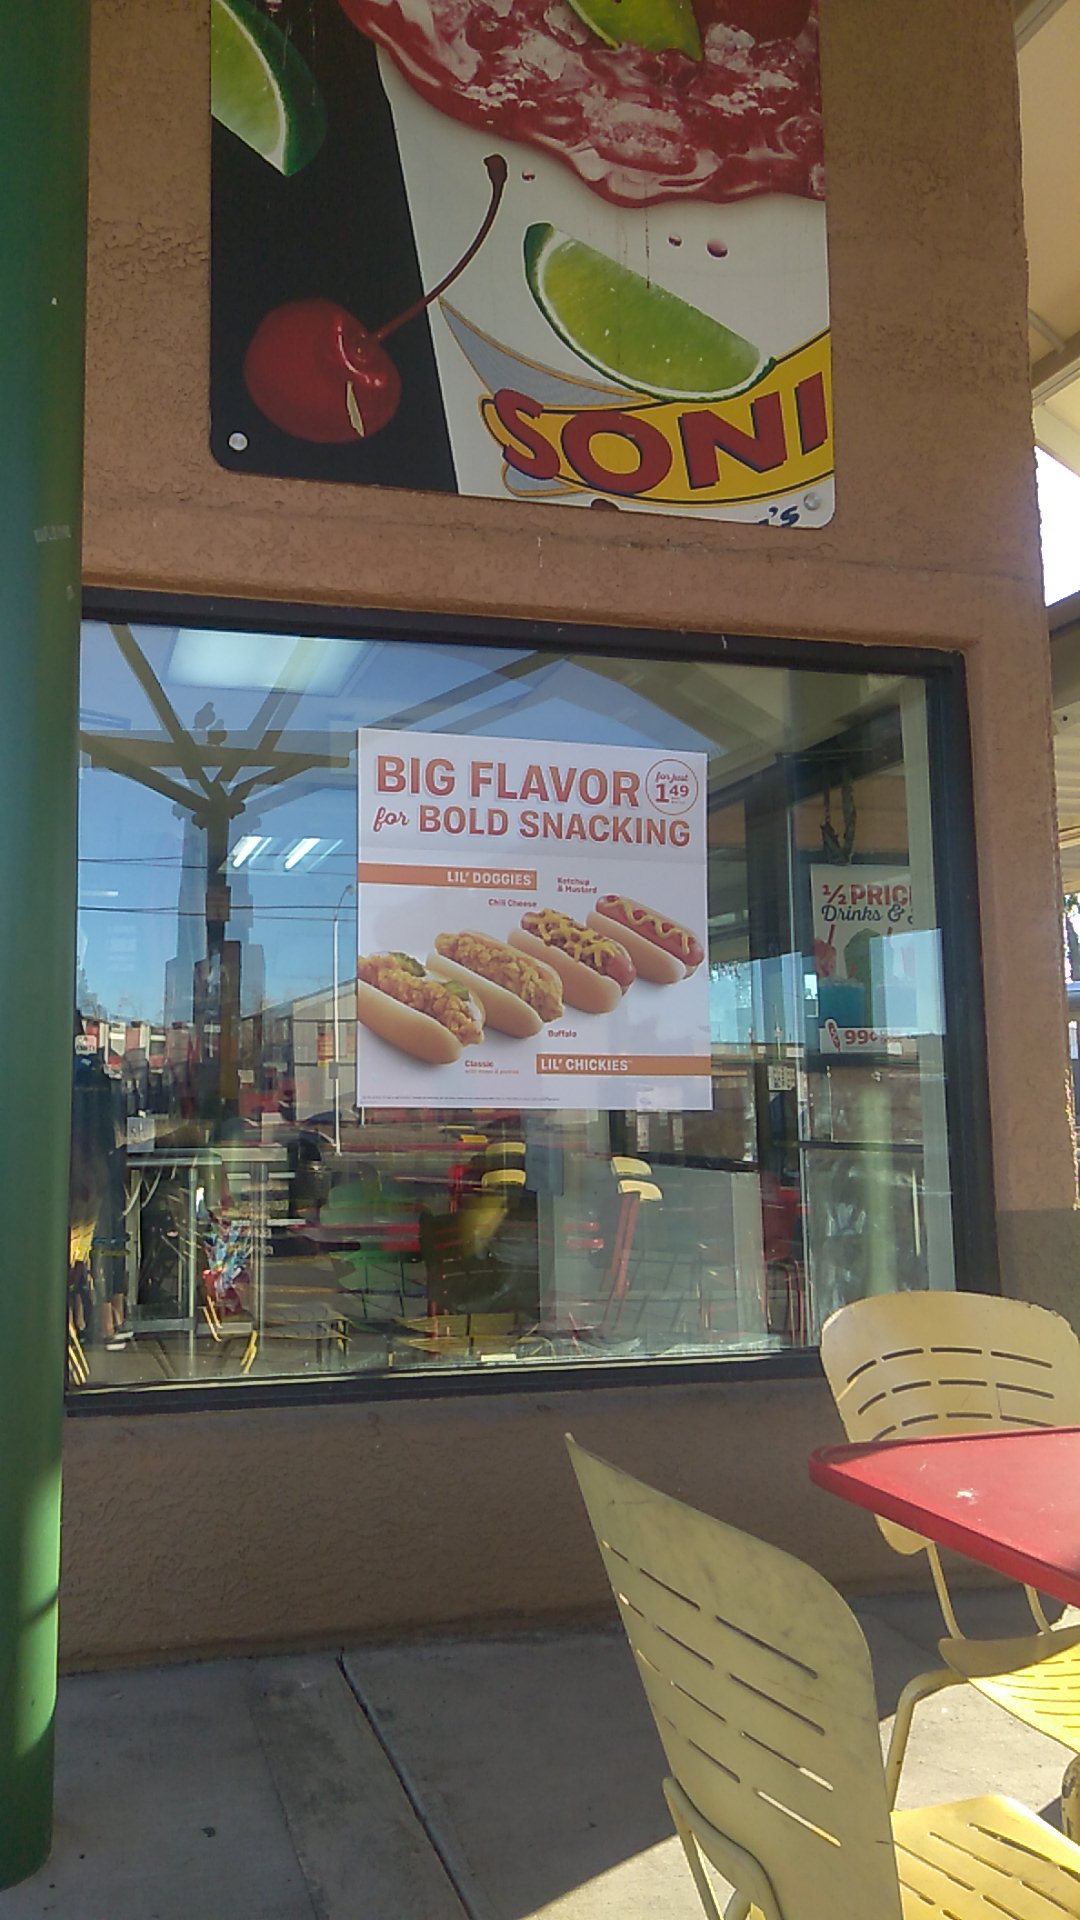 SONI
's
BIG FLAVOR
for BOLD SNACKING
for just
1 49
LIL' DOGGIES
Ketchup
& Mustard
Chili Cheese
Buffalo
Classic
LIL' CHICKIES
1/2 PRIC
Drinks &
99¢